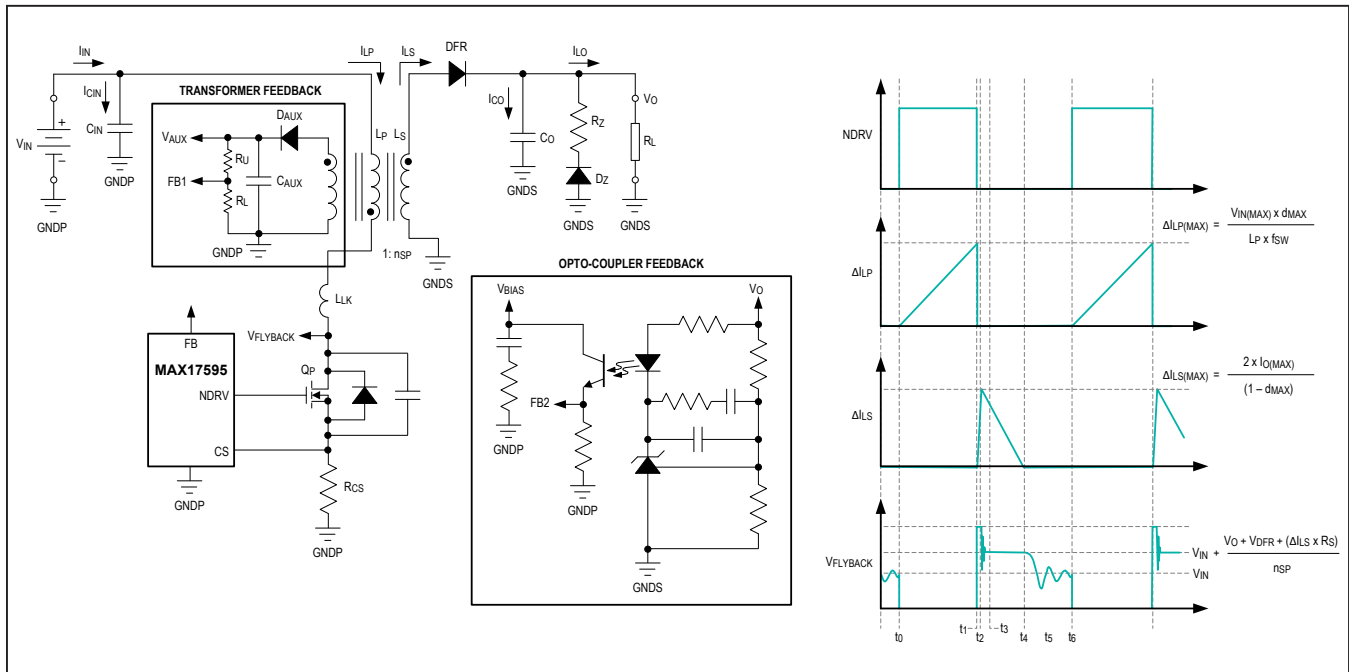 IIN
ILP
ILS
DFR
ILO
ICIN
TRANSFORMER FEEDBACK
ICO
VO
DAUX
VIN
+
–
CIN
VAUX
LP
LS
RZ
CO
RL
RU
CAUX
FB1
RL
GNDP
DZ
GNDS
GNDS
GNDS
GNDP
GNDP
1: nSP
GNDS
OPTO-COUPLER FEEDBACK
LLK
VBIAS
VO
VFLYBACK
FB
MAX17595
QP
NDRV
FB2
CS
GNDP
GNDP
RCS
GNDP
GNDP
GNDS
NDRV
ΔILP(MAX) = VIN(MAX) x dMAX
LP x fSW
ΔILP
ΔILS(MAX) = 2 x IO(MAX)
(1 – dMAX)
ΔILS
VFLYBACK
VIN + VO + VDFR + (ΔILS x RS)
nSP
VIN
t0
t1
t2
t3
t4
t5
t6